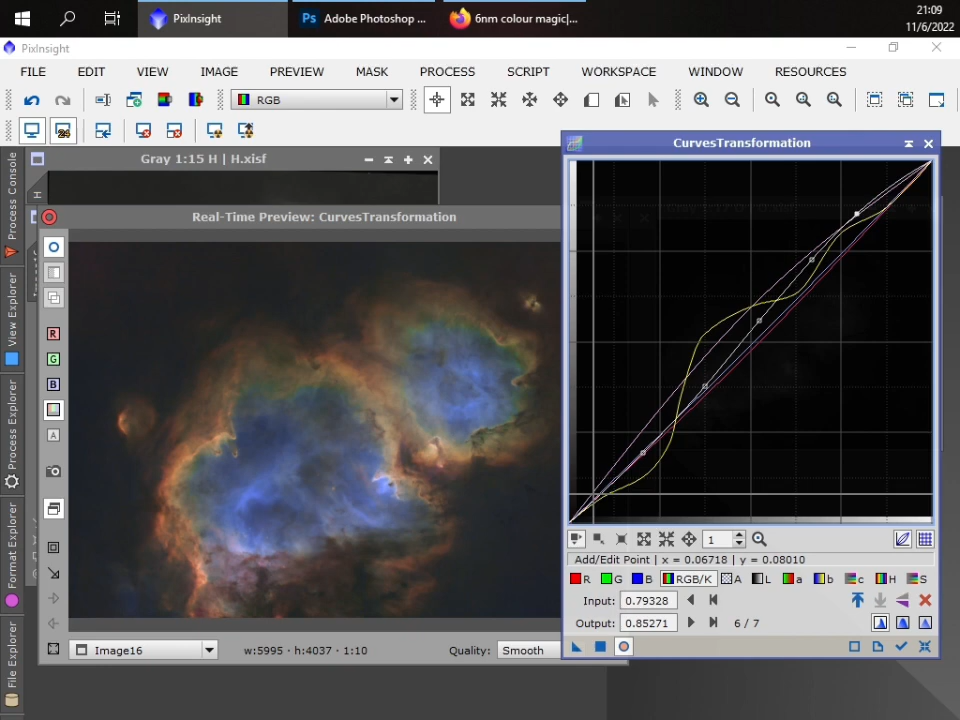 PixInsight
Adobe Photoshop ...
6nm colour magic|...
21:09
11/6/2022
Ps
PixInsight
FILE EDIT VIEW IMAGE PREVIEW MASK PROCESS SCRIPT WORKSPACE WINDOW RESOURCES
RGB
24
Process Console
View Explorer
Process Explorer
Format Explorer
File Explorer
Gray 1:15 H | H.xisf
H
Real-Time Preview: CurvesTransformation
R
G
B
A
Image16
w:5995 · h:4037 · 1:10
Quality: Smooth
CurvesTransformation
1
Add/Edit Point | x = 0.06718 | y = 0.08010
R G B RGB/K A L a b c H S
Input: 0.79328
Output: 0.85271 6 / 7